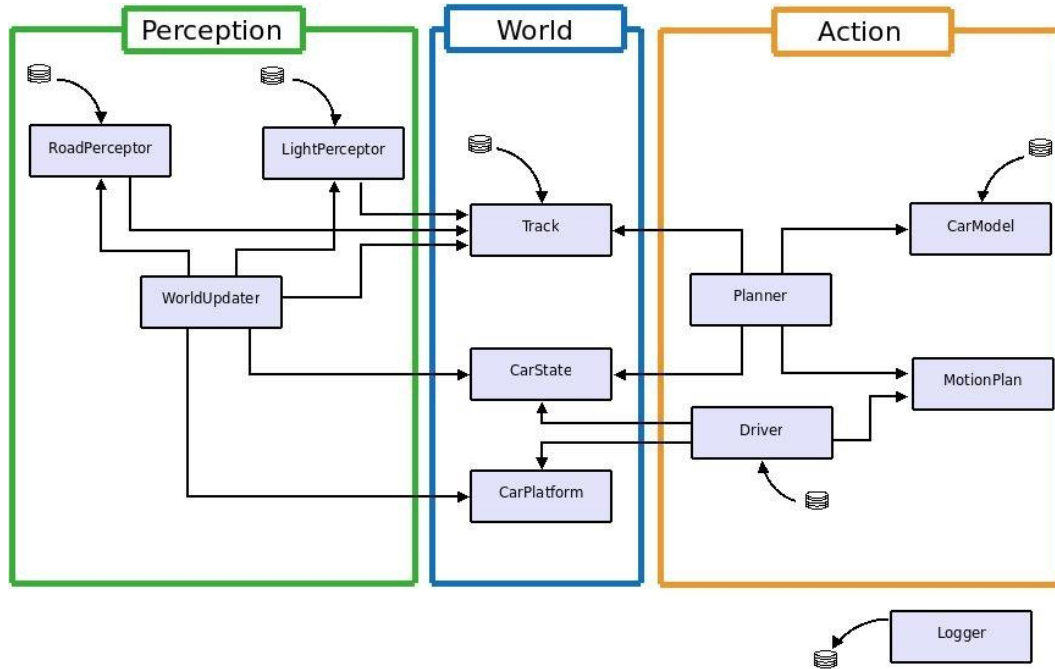 Perception
World
Action
RoadPerceptor
LightPerceptor
Track
CarModel
WorldUpdater
Planner
CarState
MotionPlan
Driver
CarPlatform
Logger